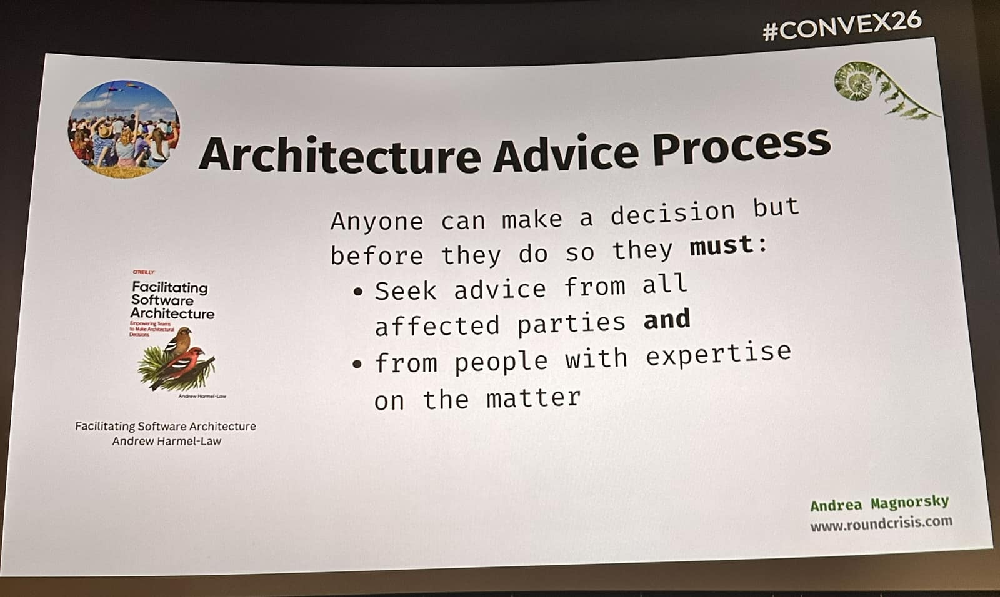 #CONVEX26
Architecture Advice Process
Anyone can make a decision but
before they do so they must:
• Seek advice from all
affected parties and
• from people with expertise
on the matter
O'REILLY
Facilitating
Software
Architecture
Empowering Teams
to Make Architectural
Decisions
Andrew Harmel-Law
Facilitating Software Architecture
Andrew Harmel-Law
Andrea Magnorsky
www.roundcrisis.com